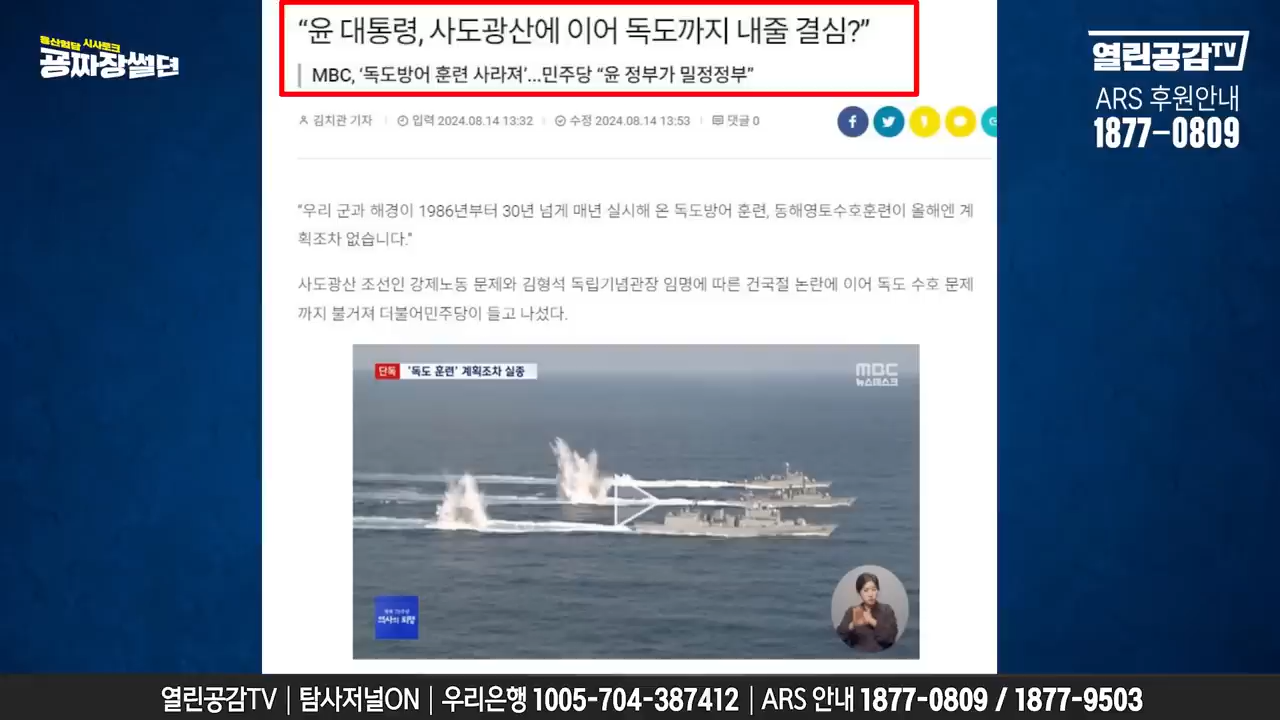 용산헌담 시사토크
콩짜장썰뎐
"윤 대통령, 사도광산에 이어 독도까지 내줄 결심?"
MBC, '독도방어 훈련 사라져'...민주당 "윤 정부가 밀정정부"
김치관 기자
입력 2024.08.14 13:32
수정 2024.08.14 13:53
댓글 0
열린공감TV
ARS 후원안내
1877-0809
"우리 군과 해경이 1986년부터 30년 넘게 매년 실시해 온 독도방어 훈련, 동해영토수호훈련이 올해엔 계
획조차 없습니다."
사도광산 조선인 강제노동 문제와 김형석 독립기념관장 임명에 따른 건국절 논란에 이어 독도 수호 문제
까지 불거져 더불어민주당이 들고 나섰다.
단독 '독도 훈련' 계획조차 실종
MBC
뉴스데스크
열린공감TV | 탐사저널ON | 우리은행 1005-704-387412 | ARS 안내 1877-0809 / 1877-9503